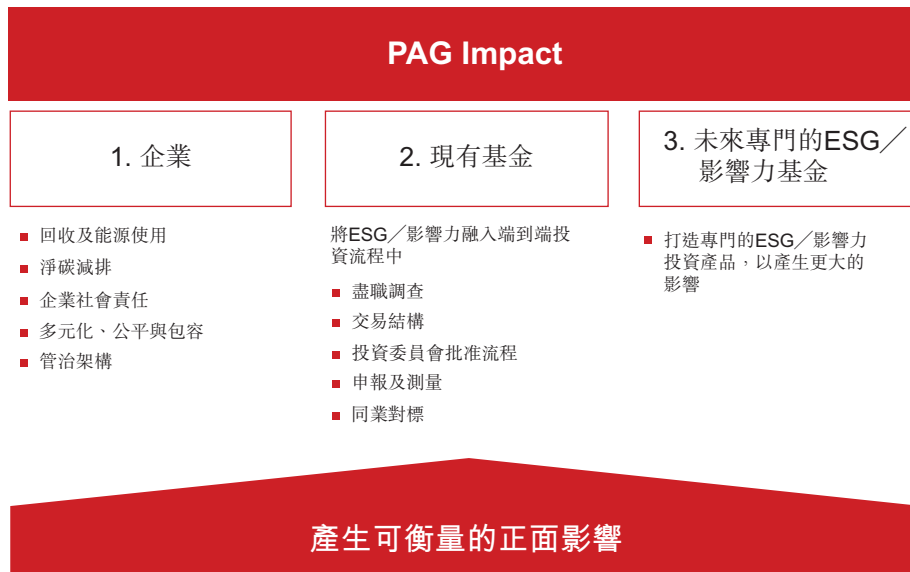 PAG Impact
1. 企業
回收及能源使用
淨碳減排
企業社會責任
多元化、公平與包容
管治架構
2. 現有基金
將ESG╱影響力融入端到端投
資流程中
盡職調查
交易結構
投資委員會批准流程
申報及測量
同業對標
3. 未來專門的ESG╱
影響力基金
打造專門的ESG╱影響力
投資產品，以產生更大的
影響
產生可衡量的正面影響